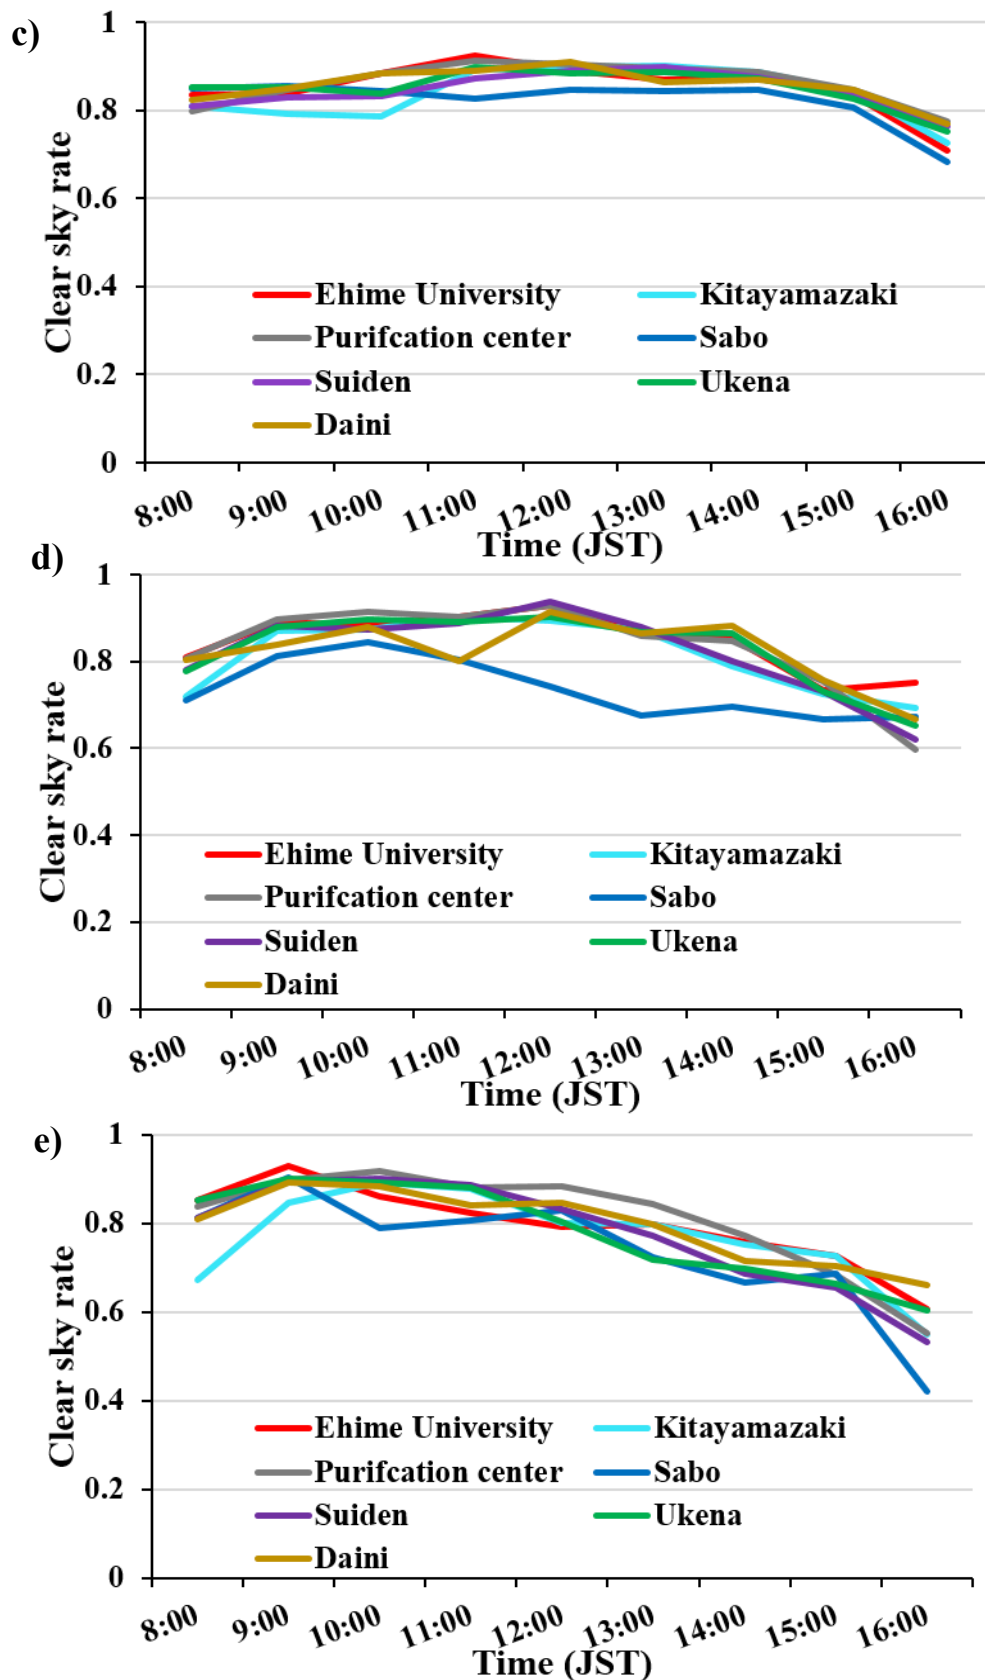 c)
1
0.8
0.6
0.4
0.2
0
Clear sky rate
Ehime University
Kitayamazaki
Purifcation center
Sabo
Suiden
Ukena
Daini
8:00 9:00 10:00 11:00 12:00 13:00 14:00 15:00 16:00
Time (JST)
d)
1
0.8
0.6
0.4
0.2
0
Clear sky rate
Ehime University
Kitayamazaki
Purifcation center
Sabo
Suiden
Ukena
Daini
8:00 9:00 10:00 11:00 12:00 13:00 14:00 15:00 16:00
Time (JST)
e)
1
0.8
0.6
0.4
0.2
0
Clear sky rate
Ehime University
Kitayamazaki
Purifcation center
Sabo
Suiden
Ukena
Daini
8:00 9:00 10:00 11:00 12:00 13:00 14:00 15:00 16:00
Time (JST)